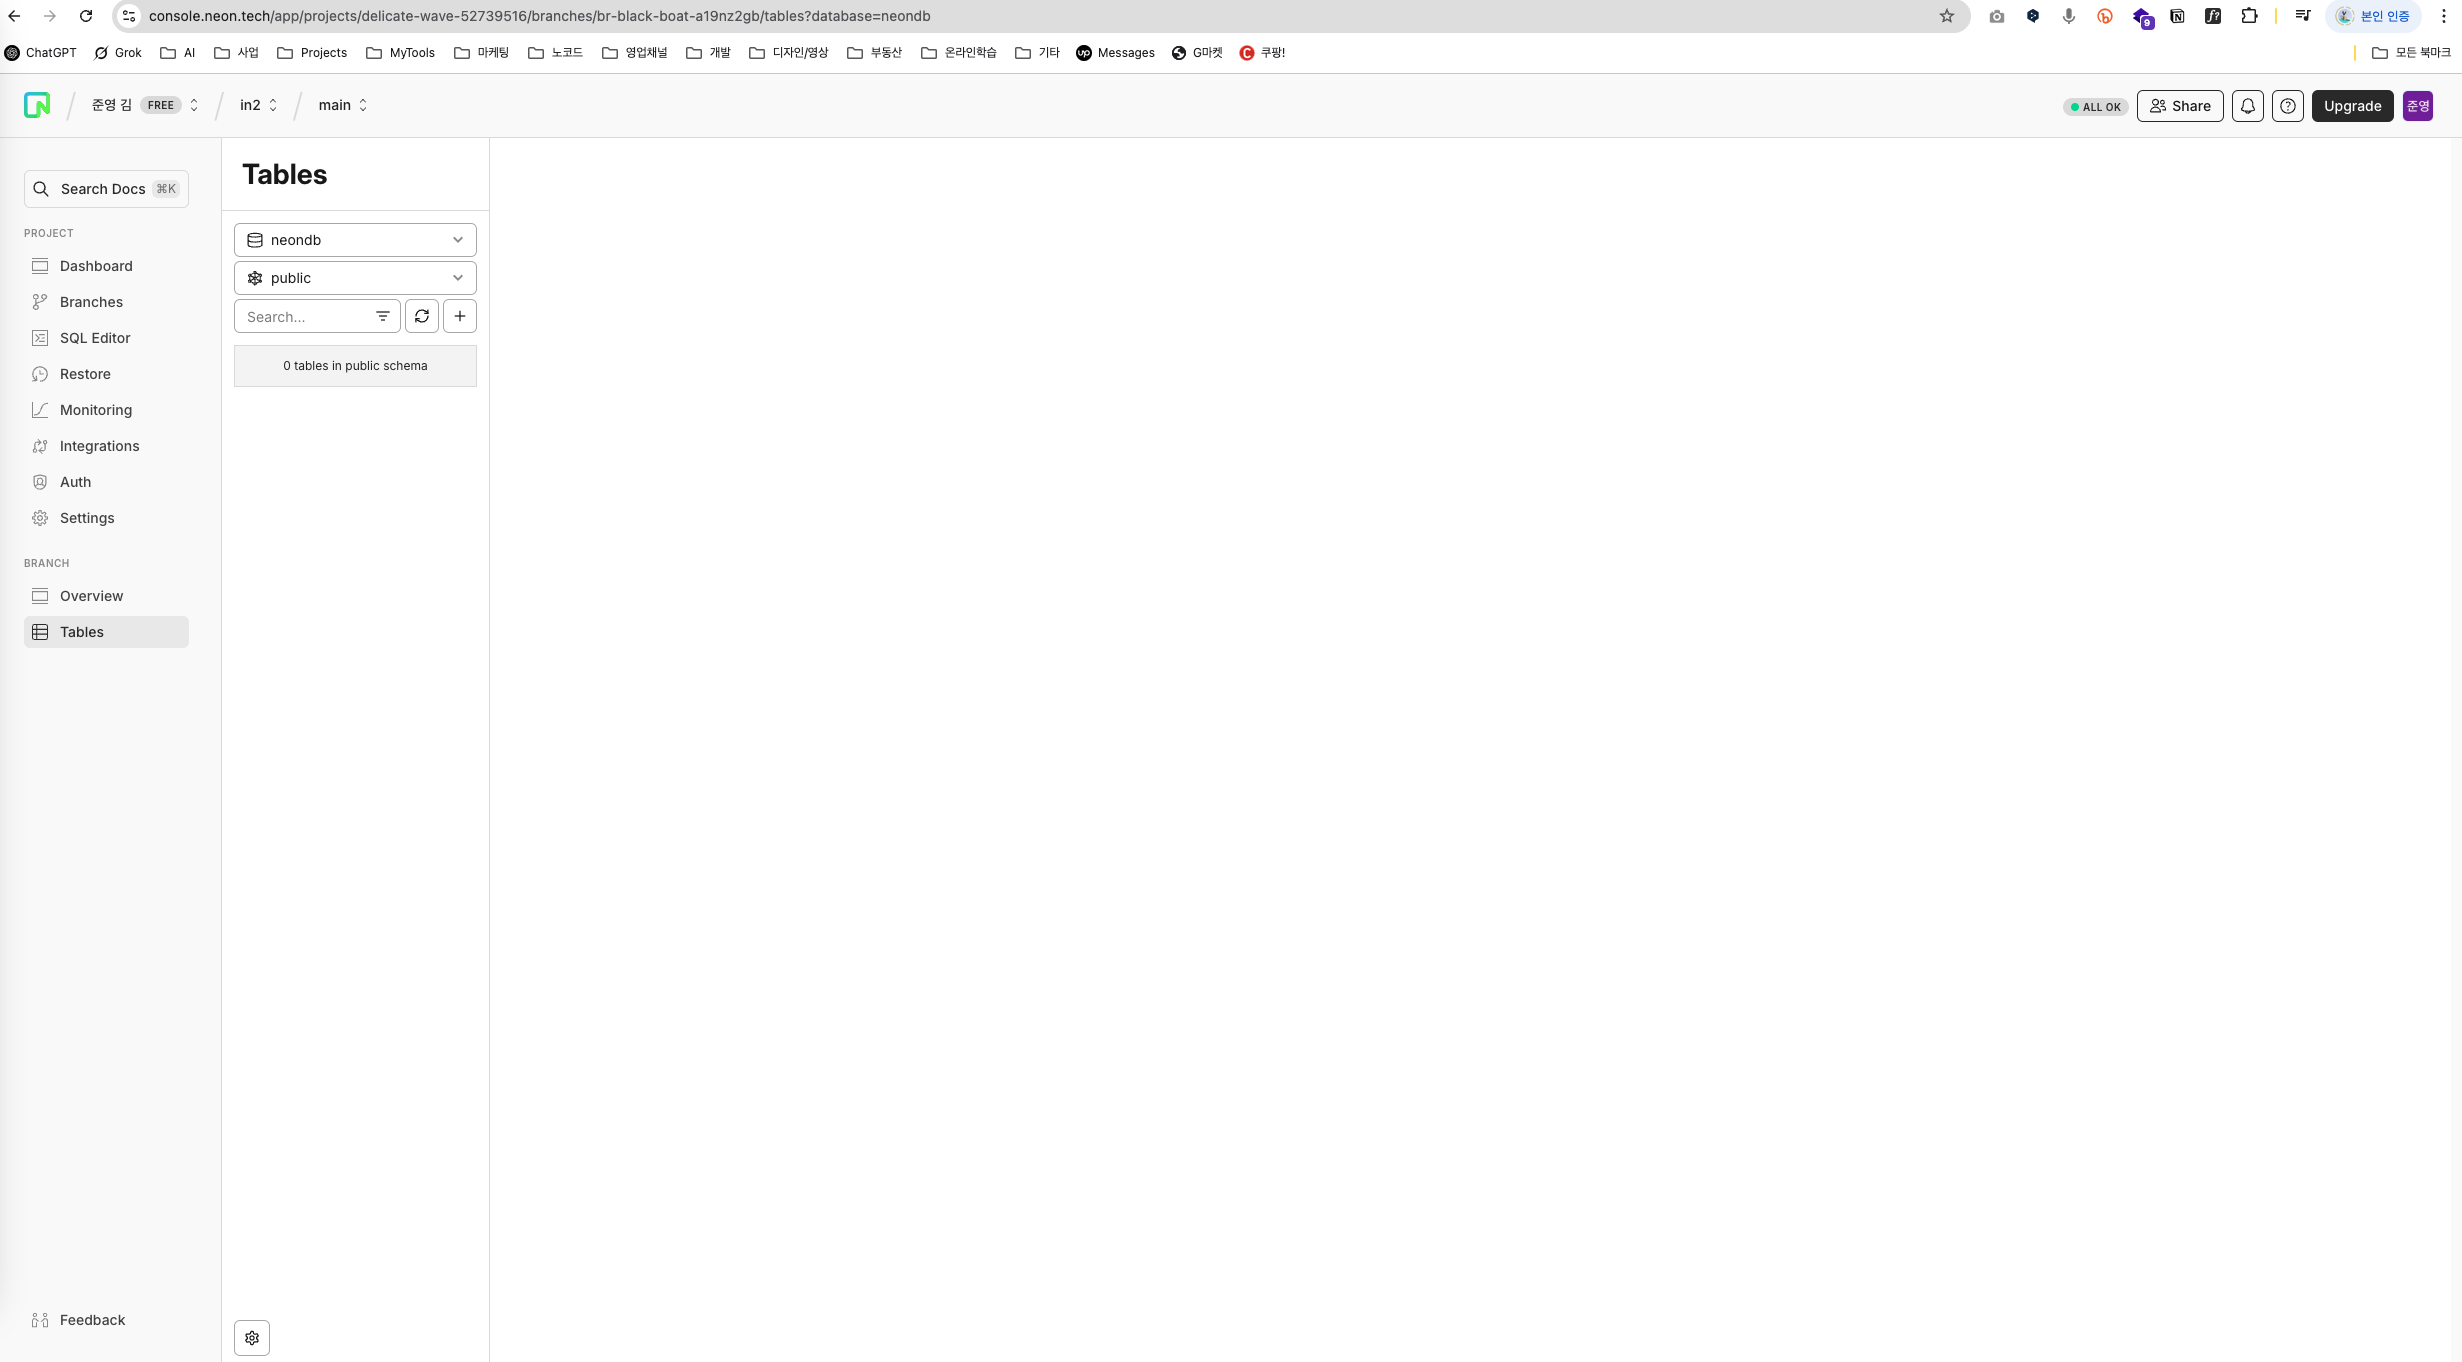 console.neon.tech/app/projects/delicate-wave-52739516/branches/br-black-boat-a19nz2gb/tables?database=neondb
9
f?
본인 인증
ChatGPT
Grok
AI
사업
Projects
MyTools
마케팅
노코드
영업채널
개발
디자인/영상
부동산
온라인학습
기타
up
Messages
G마켓
C
쿠팡!
모든 북마크
준영 김
FREE
in2
main
ALL OK
Share
Upgrade
준영
Search Docs
⌘K
PROJECT
Dashboard
Branches
SQL Editor
Restore
Monitoring
Integrations
Auth
Settings
BRANCH
Overview
Tables
Feedback
Tables
neondb
public
Search...
0 tables in public schema